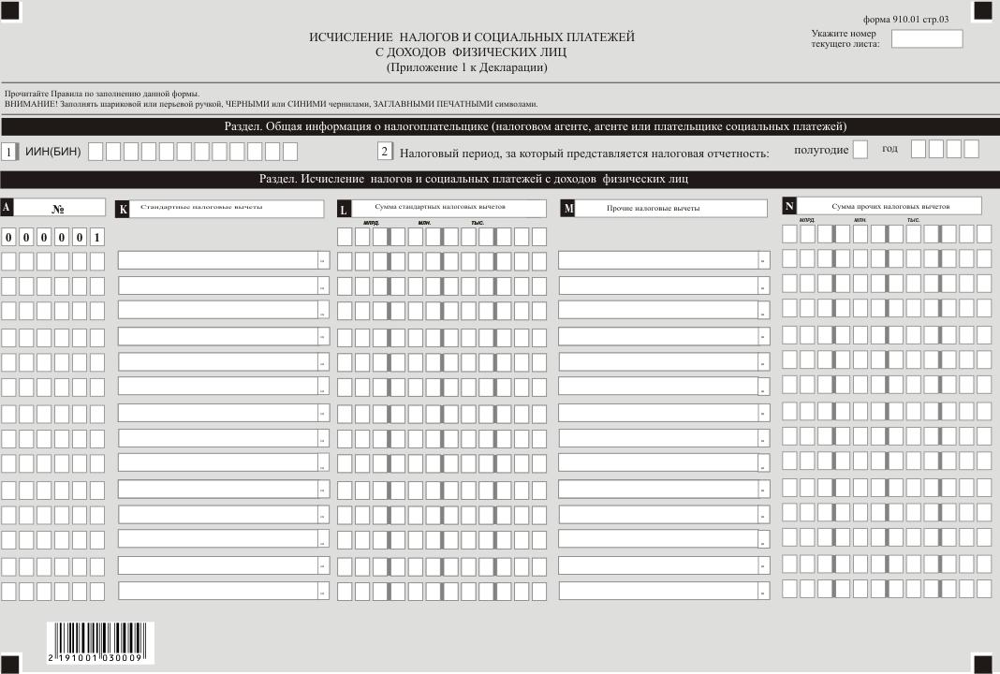 форма 910.01 стр.03
ИСЧИСЛЕНИЕ НАЛОГОВ И СОЦИАЛЬНЫХ ПЛАТЕЖЕЙ
С ДОХОДОВ ФИЗИЧЕСКИХ ЛИЦ
(Приложение 1 к Декларации)
Укажите номер
текущего листа:
Прочитайте Правила по заполнению данной формы.
ВНИМАНИЕ! Заполнять шариковой или перьевой ручкой, ЧЕРНЫМИ или СИНИМИ чернилами, ЗАГЛАВНЫМИ ПЕЧАТНЫМИ символами.
Раздел. Общая информация о налогоплательщике (налоговом агенте, агенте или плательщике социальных платежей)
1 ИИН(БИН) 2 Налоговый период, за который представляется налоговая отчетность: полугодие год
Раздел. Исчисление налогов и социальных платежей с доходов физических лиц
A № K Стандартные налоговые вычеты L Сумма стандартных налоговых вычетов M Прочие налоговые вычеты N Сумма прочих налоговых вычетов
МЛРД. МЛН. ТЫС. МЛРД. МЛН. ТЫС.
0 0 0 0 0 1
2 191001 030009